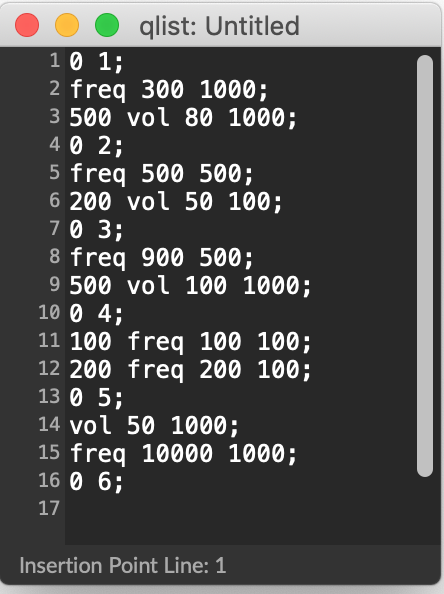 qlist: Untitled
1 0 1;
2 freq 300 1000;
3 500 vol 80 1000;
4 0 2;
5 freq 500 500;
6 200 vol 50 100;
7 0 3;
8 freq 900 500;
9 500 vol 100 1000;
10 0 4;
11 100 freq 100 100;
12 200 freq 200 100;
13 0 5;
14 vol 50 1000;
15 freq 10000 1000;
16 0 6;
17
Insertion Point Line: 1